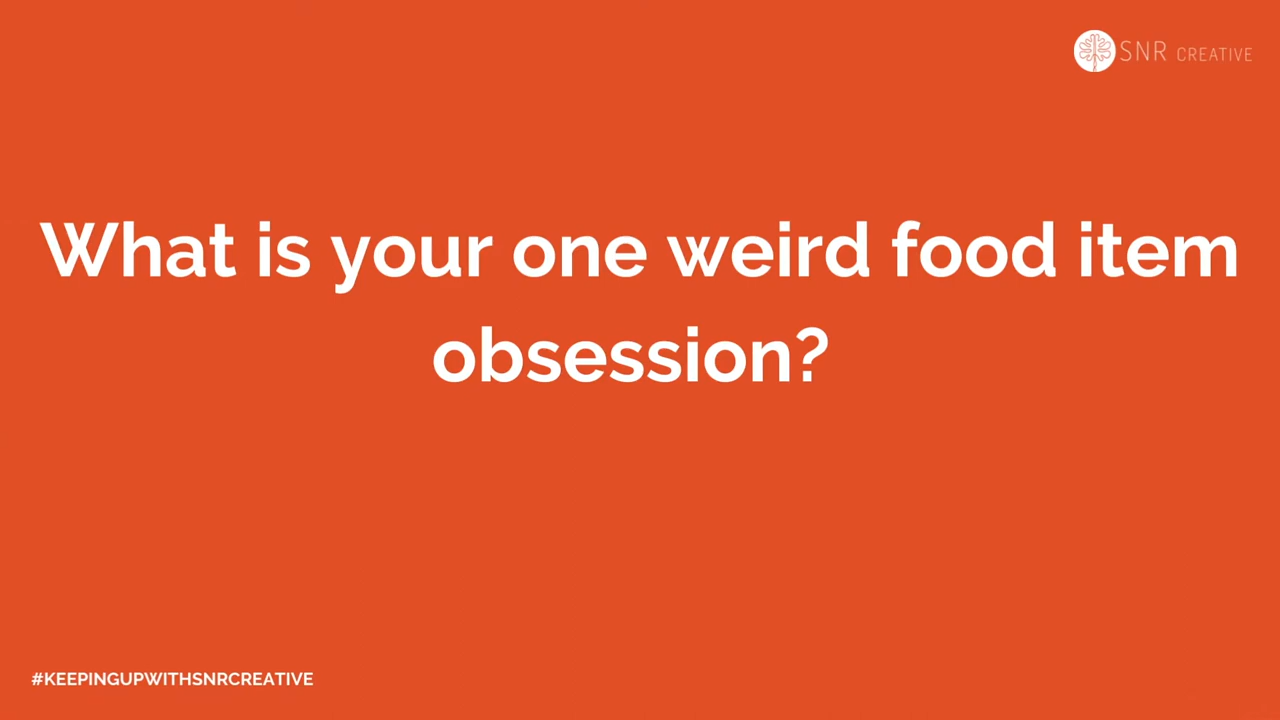 SNR CREATIVE
What is your one weird food item
obsession?
#KEEPINGUPWITHSNRCREATIVE